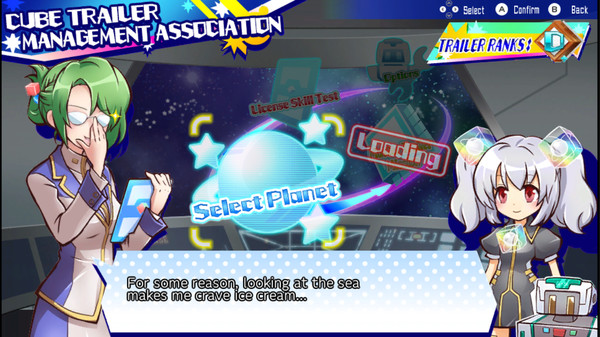 CUBE TRAILER
MANAGEMENT ASSOCIATION
Select A Confirm B Back
TRAILER RANKS:
Options
License Skill Test
Loading
Select Planet
For some reason, looking at the sea
makes me crave ice cream...